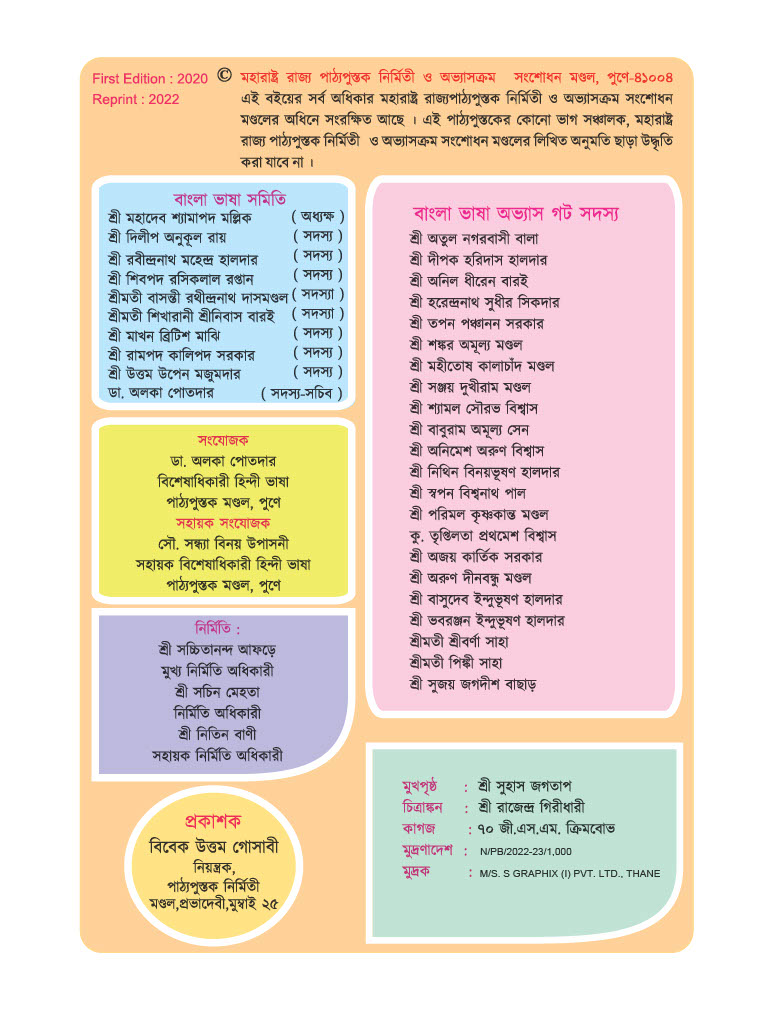 First Edition : 2020 © মহারাষ্ট্র রাজ্য পাঠ্যপুস্তক নির্মিতী ও অভ্যাসক্রম সংশোধন মণ্ডল, পুণে-৪১০০৪
Reprint : 2022
এই বইয়ের সর্ব অধিকার মহারাষ্ট্র রাজ্যপাঠ্যপুস্তক নির্মিতী ও অভ্যাসক্রম সংশোধন
মণ্ডলের অধিনে সংরক্ষিত আছে । এই পাঠ্যপুস্তকের কোনো ভাগ সঞ্চালক, মহারাষ্ট্র
রাজ্য পাঠ্যপুস্তক নির্মিতী ও অভ্যাসক্রম সংশোধন মণ্ডলের লিখিত অনুমতি ছাড়া উদ্ধৃতি
করা যাবে না ।
বাংলা ভাষা সমিতি
শ্রী মহাদেব শ্যামাপদ মল্লিক ( অধ্যক্ষ )
শ্রী দিলীপ অনুকূল রায় ( সদস্য )
শ্রী রবীন্দ্রনাথ মহেন্দ্র হালদার ( সদস্য )
শ্রী শিবপদ রসিকলাল রপ্তান ( সদস্য )
শ্রীমতী বাসন্তী রথীন্দ্রনাথ দাসমণ্ডল ( সদস্যা )
শ্রীমতী শিখারানী শ্রীনিবাস বারই ( সদস্যা )
শ্রী মাখন ব্রিটিশ মাঝি ( সদস্য )
শ্রী রামপদ কালিপদ সরকার ( সদস্য )
শ্রী উত্তম উপেন মজুমদার ( সদস্য )
ডা. অলকা পোতদার ( সদস্য-সচিব )
সংযোজক
ডা. অলকা পোতদার
বিশেষাধিকারী হিন্দী ভাষা
পাঠ্যপুস্তক মণ্ডল, পুণে
সহায়ক সংযোজক
সৌ. সন্ধ্যা বিনয় উপাসনী
সহায়ক বিশেষাধিকারী হিন্দী ভাষা
পাঠ্যপুস্তক মণ্ডল, পুণে
নির্মিতি :
শ্রী সচ্চিতানন্দ আফড়ে
মুখ্য নির্মিতি অধিকারী
শ্রী সচিন মেহতা
নির্মিতি অধিকারী
শ্রী নিতিন বাণী
সহায়ক নির্মিতি অধিকারী
প্রকাশক
বিবেক উত্তম গোসাবী
নিয়ন্ত্রক,
পাঠ্যপুস্তক নির্মিতী
মণ্ডল,প্রভাদেবী,মুম্বাই ২৫
বাংলা ভাষা অভ্যাস গট সদস্য
শ্রী অতুল নগরবাসী বালা
শ্রী দীপক হরিদাস হালদার
শ্রী অনিল ধীরেন বারই
শ্রী হরেন্দ্রনাথ সুধীর সিকদার
শ্রী তপন পঞ্চানন সরকার
শ্রী শঙ্কর অমূল্য মণ্ডল
শ্রী মহীতোষ কালাচাঁদ মণ্ডল
শ্রী সঞ্জয় দুখীরাম মণ্ডল
শ্রী শ্যামল সৌরভ বিশ্বাস
শ্রী বাবুরাম অমূল্য সেন
শ্রী অনিমেশ অরুণ বিশ্বাস
শ্রী নিথিন বিনয়ভূষণ হালদার
শ্রী স্বপন বিশ্বনাথ পাল
শ্রী পরিমল কৃষ্ণকান্ত মণ্ডল
কু. তৃপ্তিলতা প্রথমেশ বিশ্বাস
শ্রী অজয় কার্তিক সরকার
শ্রী অরুণ দীনবন্ধু মণ্ডল
শ্রী বাসুদেব ইন্দুভূষণ হালদার
শ্রী ভবরঞ্জন ইন্দুভূষণ হালদার
শ্রীমতী শ্রীবর্ণা সাহা
শ্রীমতী পিঙ্কী সাহা
শ্রী সুজয় জগদীশ বাছাড়
মুখপৃষ্ঠ : শ্রী সুহাস জগতাপ
চিত্রাঙ্কন : শ্রী রাজেন্দ্র গিরীধারী
কাগজ : ৭০ জী.এস.এম. ক্রিমবোভ
মুদ্রণাদেশ : N/PB/2022-23/1,000
মুদ্রক : M/S. S GRAPHIX (I) PVT. LTD., THANE